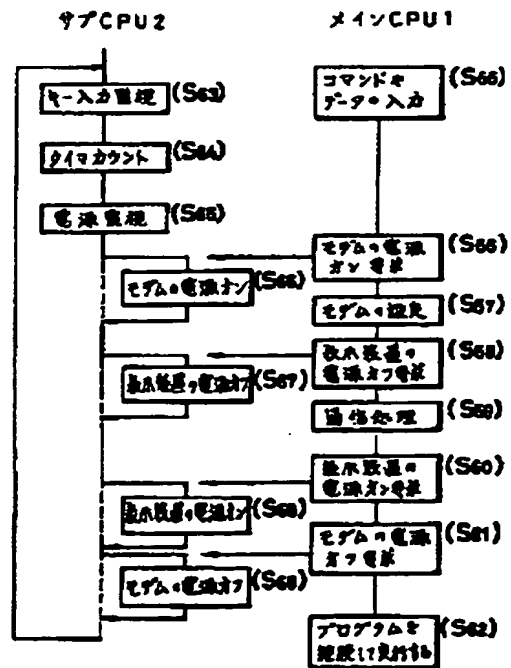 サブCPU2
メインCPU1
キー入力監視 (S63)
タイマカウント (S64)
電源監視 (S65)
モデムの電源オン (S66)
表示装置の電源オフ (S67)
表示装置の電源オン (S68)
モデムの電源オフ (S69)
コマンドや
データの入力
モデムの電源
オン要求 (S56)
モデムの設定 (S57)
表示装置の
電源オフ要求 (S58)
通信処理 (S59)
表示装置の
電源オン要求 (S60)
モデムの電源
オフ要求 (S61)
プログラムを
継続して実行する (S62)